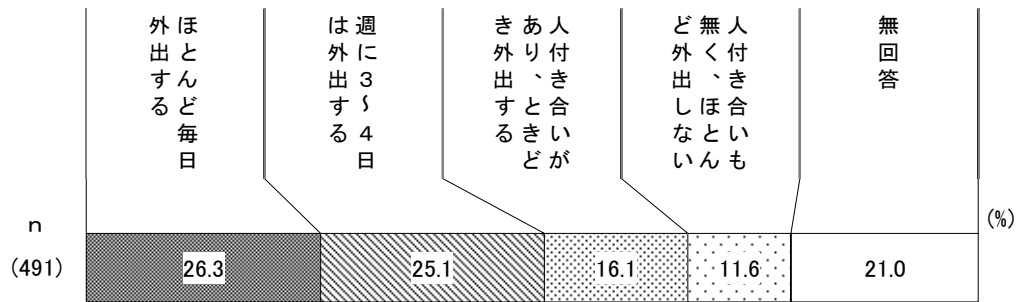 ほとんど毎日
外出する
週に３～４日
は外出する
人付き合いが
あり、ときど
き外出する
人付き合いも
無く、ほとん
ど外出しない
無回答
(%)
ｎ
(491)
26.3
25.1
16.1
11.6
21.0